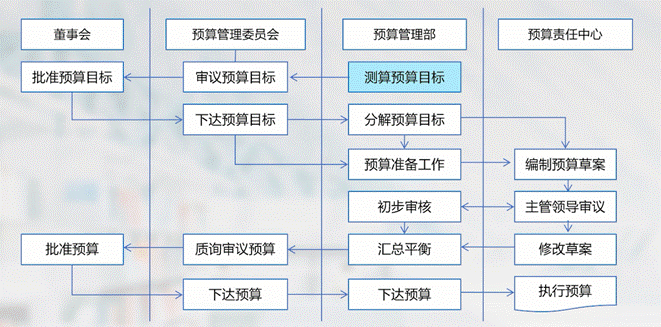 董事会
预算管理委员会
预算管理部
预算责任中心
批准预算目标
审议预算目标
测算预算目标
下达预算目标
分解预算目标
预算准备工作
编制预算草案
初步审核
主管领导审议
批准预算
质询审议预算
汇总平衡
修改草案
下达预算
下达预算
执行预算